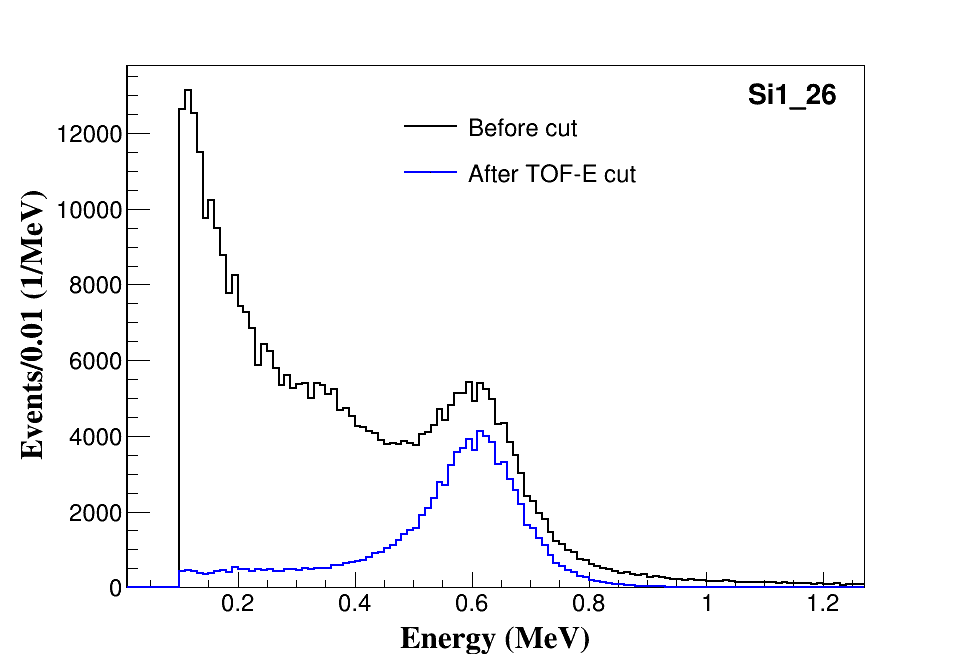 Si1_26
Before cut
After TOF-E cut
Events/0.01 (1/MeV)
12000
10000
8000
6000
4000
2000
0
0.2 0.4 0.6 0.8 1 1.2
Energy (MeV)